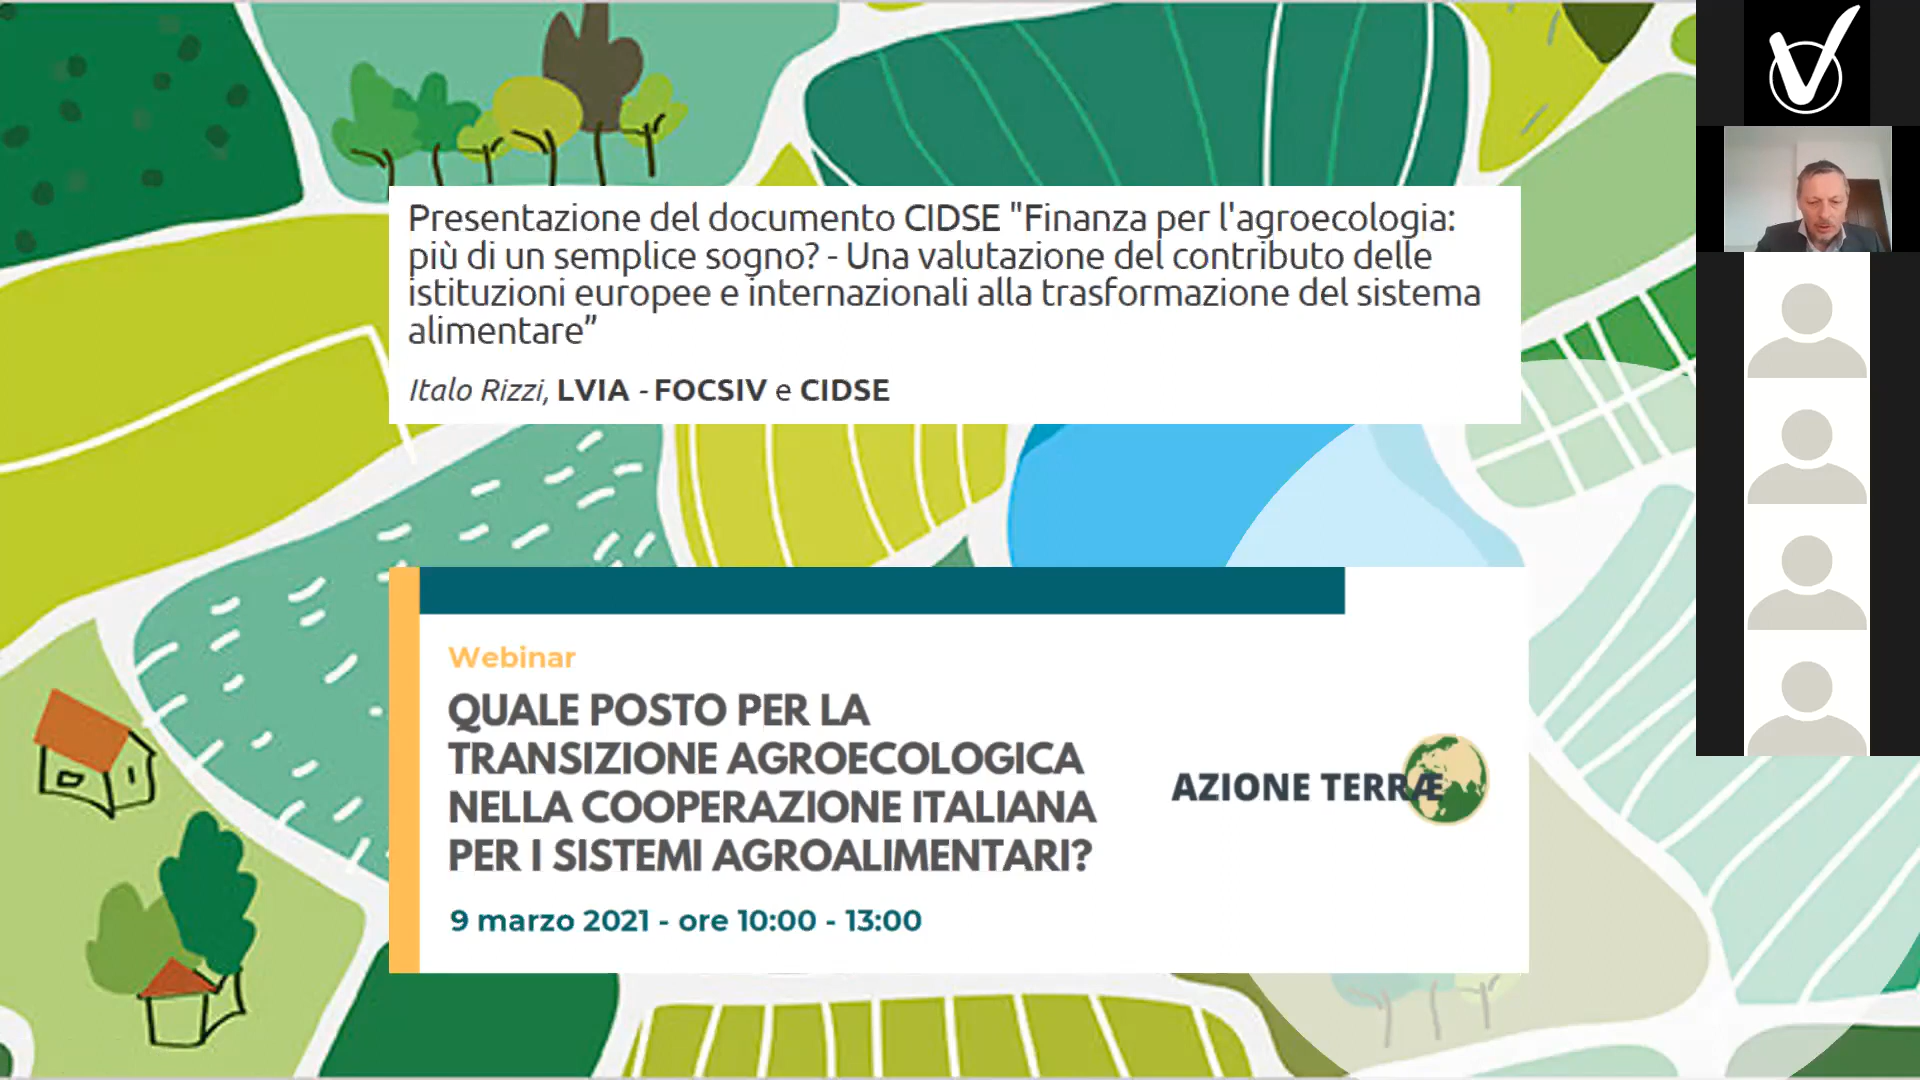 Presentazione del documento CIDSE "Finanza per l'agroecologia:
più di un semplice sogno? - Una valutazione del contributo delle
istituzioni europee e internazionali alla trasformazione del sistema
alimentare”
Italo Rizzi, LVIA - FOCSIV e CIDSE
Webinar
QUALE POSTO PER LA
TRANSIZIONE AGROECOLOGICA
NELLA COOPERAZIONE ITALIANA
PER I SISTEMI AGROALIMENTARI?
AZIONE TERRÆ
9 marzo 2021 - ore 10:00 - 13:00